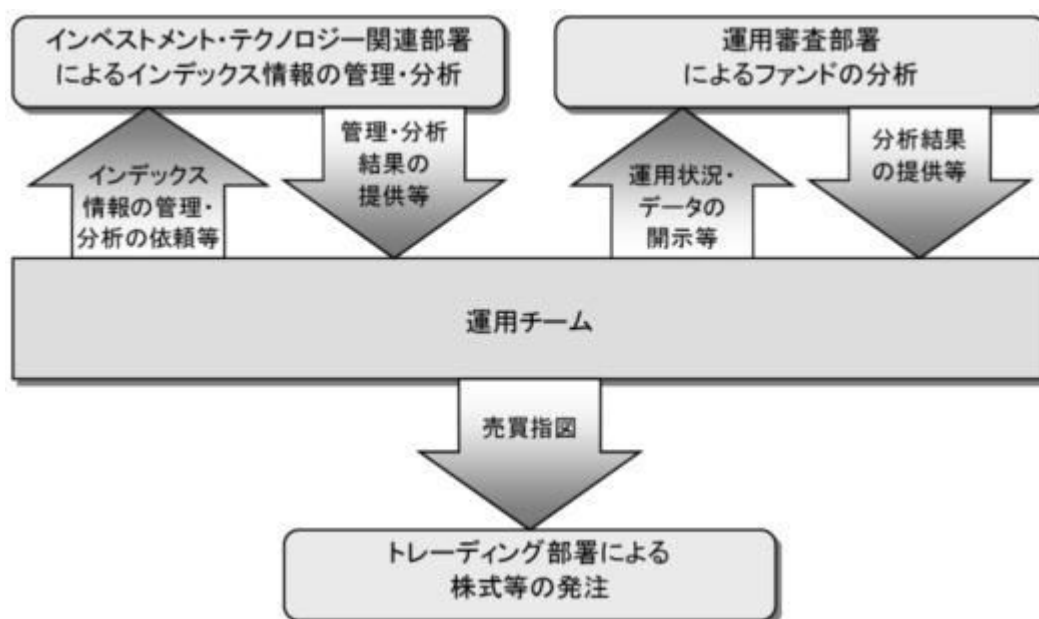 インベストメント・テクノロジー関連部署
によるインデックス情報の管理・分析
運用審査部署
によるファンドの分析
インデックス
情報の管理・
分析の依頼等
管理・分析
結果の
提供等
運用状況・
データの
開示等
分析結果
の提供等
運用チーム
売買指図
トレーディング部署による
株式等の発注